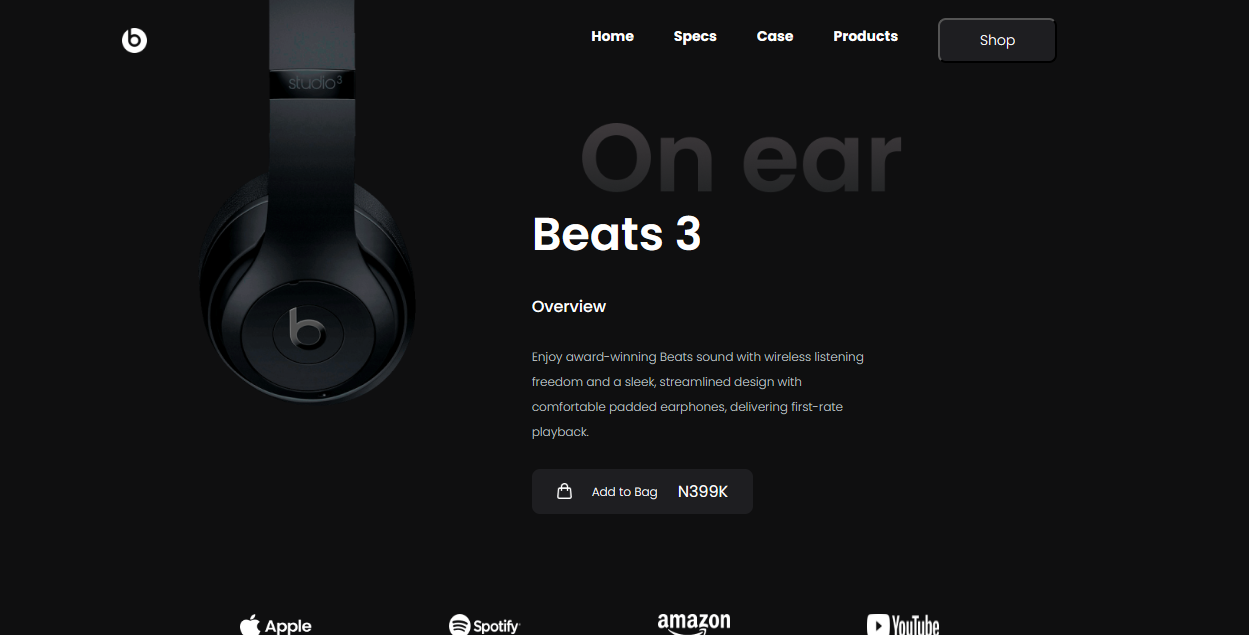 b
Home Specs Case Products Shop
studio3
On ear
Beats 3
Overview
Enjoy award-winning Beats sound with wireless listening
freedom and a sleek, streamlined design with
comfortable padded earphones, delivering first-rate
playback.
Add to Bag N399K
b
Apple Spotify amazon YouTube